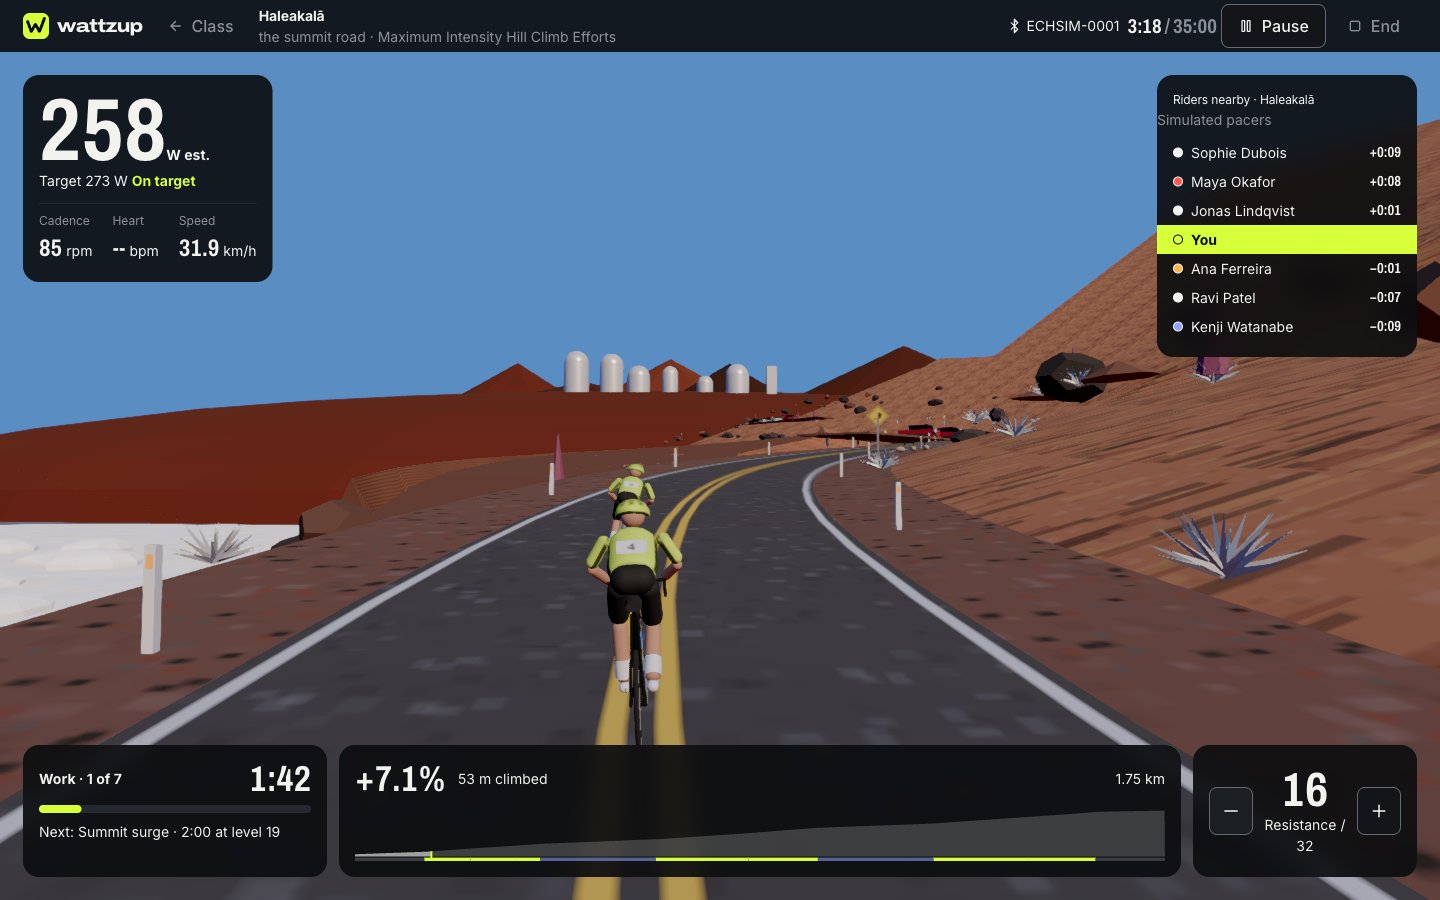 wattzup
Class
Haleakalā
the summit road · Maximum Intensity Hill Climb Efforts
ECHSIM-0001 3:18 / 35:00
Pause
End
258 W est.
Target 273 W On target
Cadence Heart Speed
85 rpm -- bpm 31.9 km/h
Riders nearby · Haleakalā
Simulated pacers
Sophie Dubois +0:09
Maya Okafor +0:08
Jonas Lindqvist +0:01
You
Ana Ferreira −0:01
Ravi Patel −0:07
Kenji Watanabe −0:09
4
Work · 1 of 7 1:42
Next: Summit surge · 2:00 at level 19
+7.1% 53 m climbed 1.75 km
16
Resistance /
32